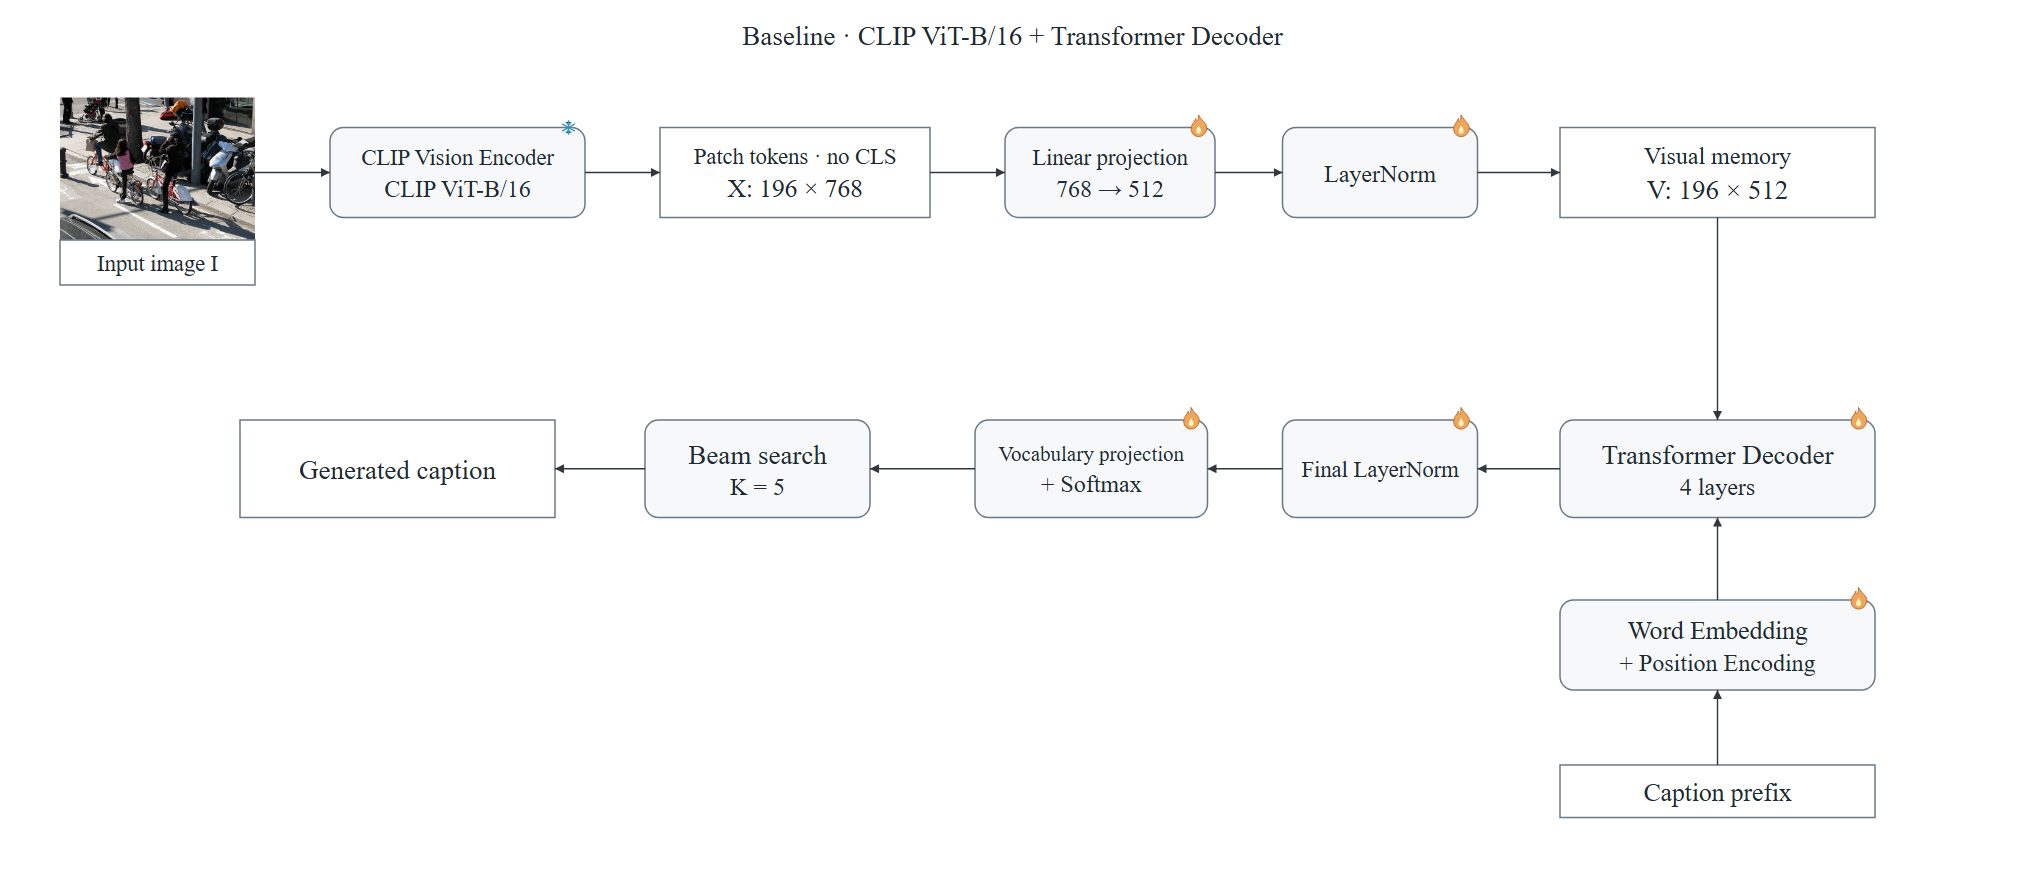 Baseline · CLIP ViT-B/16 + Transformer Decoder
Input image I
CLIP Vision Encoder
CLIP ViT-B/16
Patch tokens · no CLS
X: 196 × 768
Linear projection
768 → 512
LayerNorm
Visual memory
V: 196 × 512
Generated caption
Beam search
K = 5
Vocabulary projection
+ Softmax
Final LayerNorm
Transformer Decoder
4 layers
Word Embedding
+ Position Encoding
Caption prefix